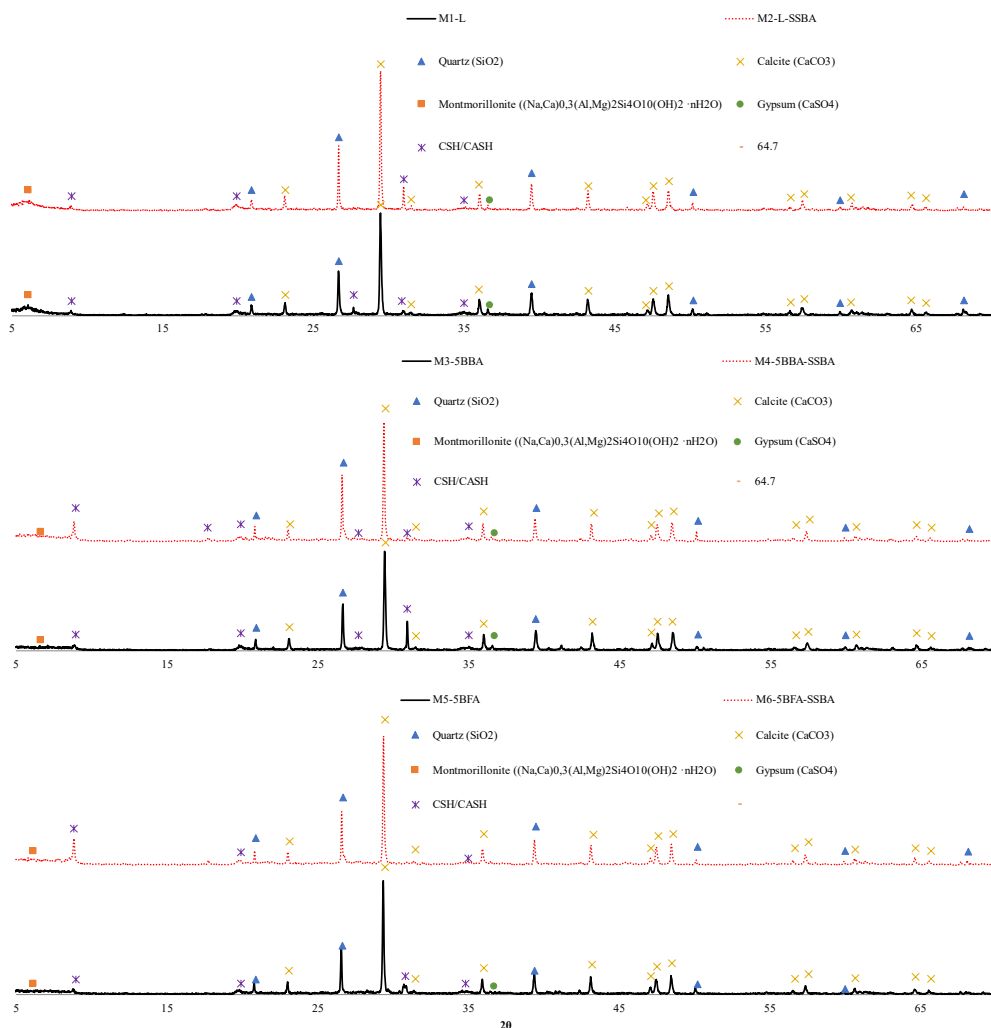 M1-L M2-L-SSBA
Quartz (SiO2) Calcite (CaCO3)
Montmorillonite ((Na,Ca)0,3(Al,Mg)2Si4O10(OH)2 ·nH2O) Gypsum (CaSO4)
CSH/CASH 64.7
5 15 25 35 45 55 65
M3-5BBA M4-5BBA-SSBA
Quartz (SiO2) Calcite (CaCO3)
Montmorillonite ((Na,Ca)0,3(Al,Mg)2Si4O10(OH)2 ·nH2O) Gypsum (CaSO4)
CSH/CASH 64.7
5 15 25 35 45 55 65
M5-5BFA M6-5BFA-SSBA
Quartz (SiO2) Calcite (CaCO3)
Montmorillonite ((Na,Ca)0,3(Al,Mg)2Si4O10(OH)2 ·nH2O) Gypsum (CaSO4)
CSH/CASH
5 15 25 35 45 55 65
2θ